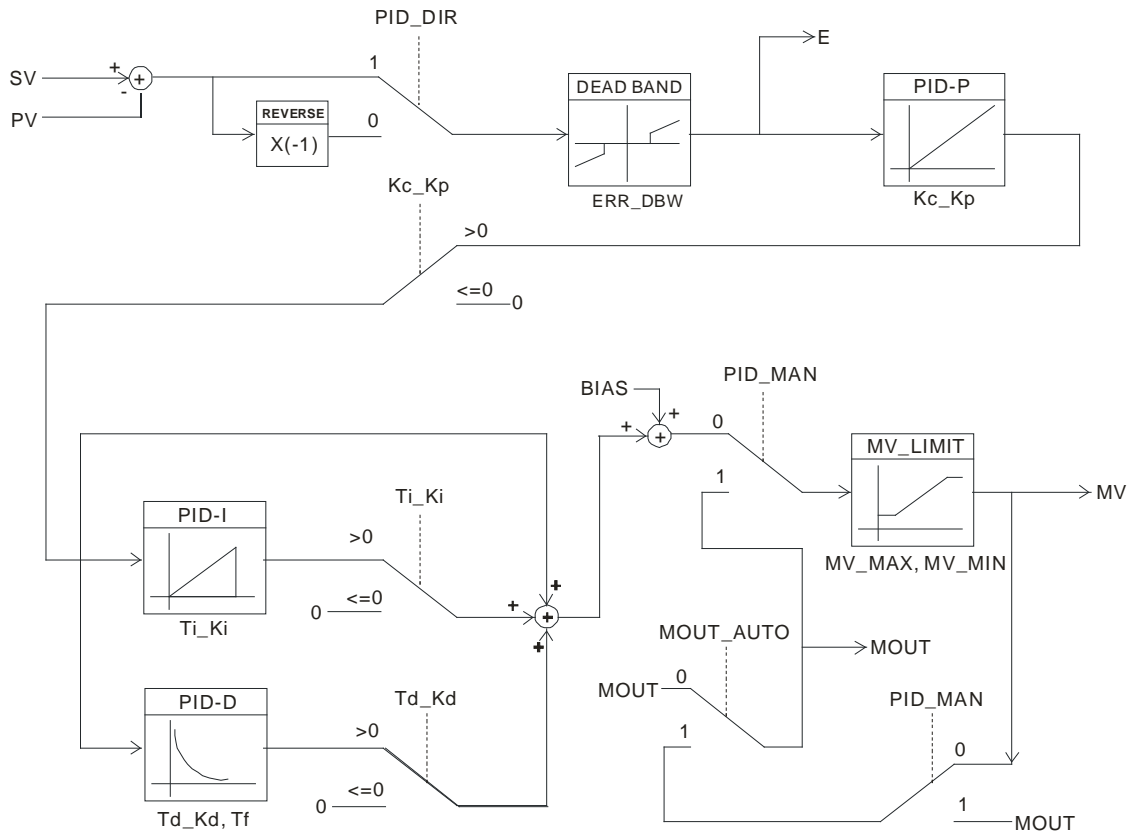 PID_DIR
SV
+
+
-
PV
1
REVERSE
X(-1)
0
DEAD BAND
ERR_DBW
E
PID-P
Kc_Kp
Kc_Kp
>0
<=0
0
BIAS
+
+
+
PID_MAN
0
1
MV_LIMIT
MV_MAX, MV_MIN
MV
PID-I
Ti_Ki
Ti_Ki
>0
0
<=0
+
+
+
+
MOUT_AUTO
MOUT
0
1
MOUT
PID-D
Td_Kd, Tf
Td_Kd
>0
0
<=0
PID_MAN
0
1
MOUT